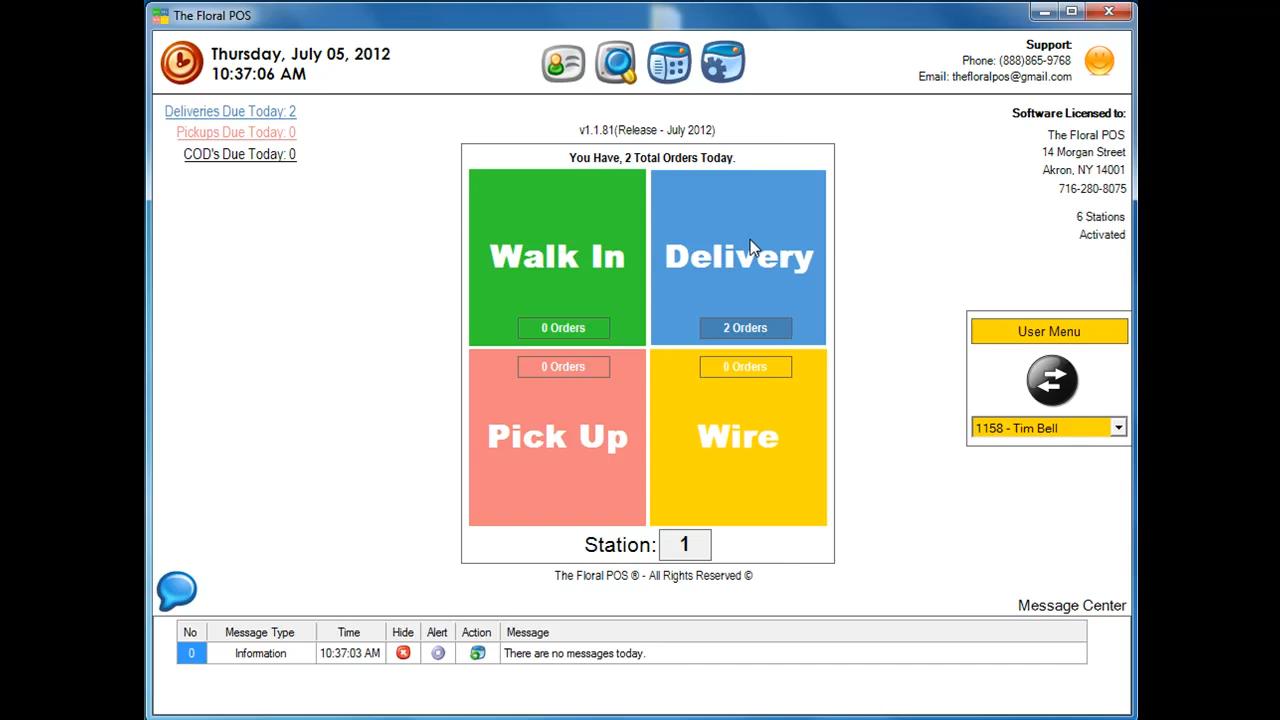 The Floral POS
Thursday, July 05, 2012
10:37:06 AM
Support:
Phone: (888)865-9768
Email: thefloralpos@gmail.com
Deliveries Due Today: 2
Pickups Due Today: 0
COD's Due Today: 0
Software Licensed to:
The Floral POS
14 Morgan Street
Akron, NY 14001
716-280-8075
6 Stations
Activated
v1.1.81(Release - July 2012)
You Have, 2 Total Orders Today.
Walk In
Delivery
0 Orders
2 Orders
0 Orders
0 Orders
Pick Up
Wire
Station: 1
The Floral POS ® - All Rights Reserved ©
User Menu
1158 - Tim Bell
Message Center
No Message Type Time Hide Alert Action Message
0 Information 10:37:03 AM There are no messages today.